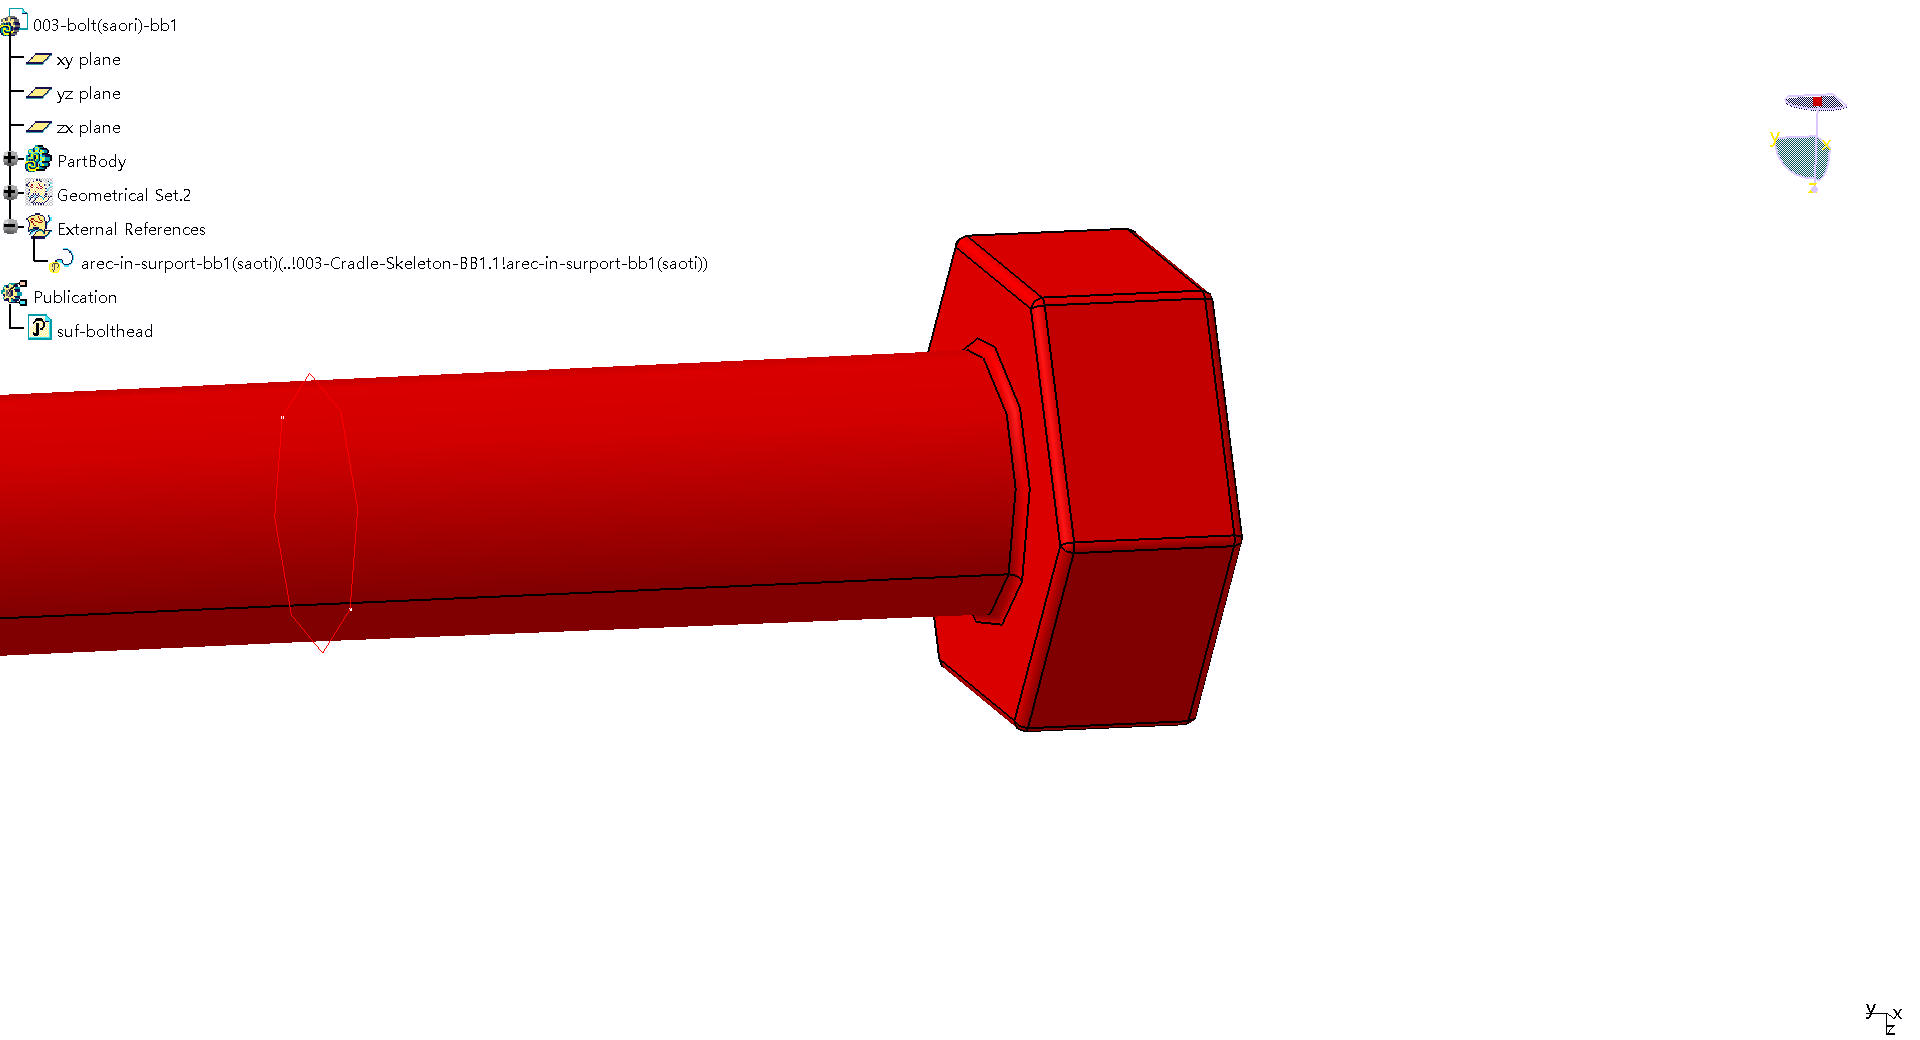 003-bolt(saori)-bb1
xy plane
yz plane
zx plane
PartBody
Geometrical Set.2
External References
arec-in-surport-bb1(saoti)(..!003-Cradle-Skeleton-BB1.1!arec-in-surport-bb1(saoti))
Publication
P suf-bolthead
y x
z
y x
z